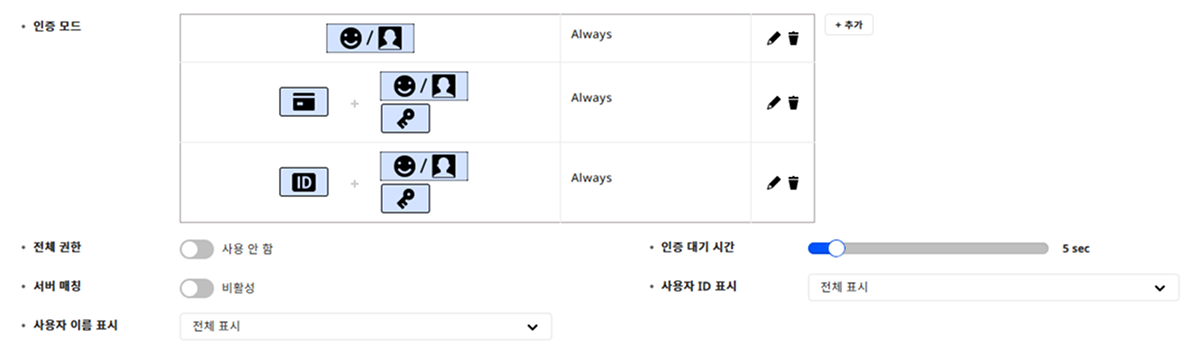 • 인증 모드
/
Always
+ 추가
+
/
Always
ID
+
/
Always
• 전체 권한
사용 안 함
• 인증 대기 시간
5 sec
• 서버 매칭
비활성
• 사용자 ID 표시
전체 표시
• 사용자 이름 표시
전체 표시